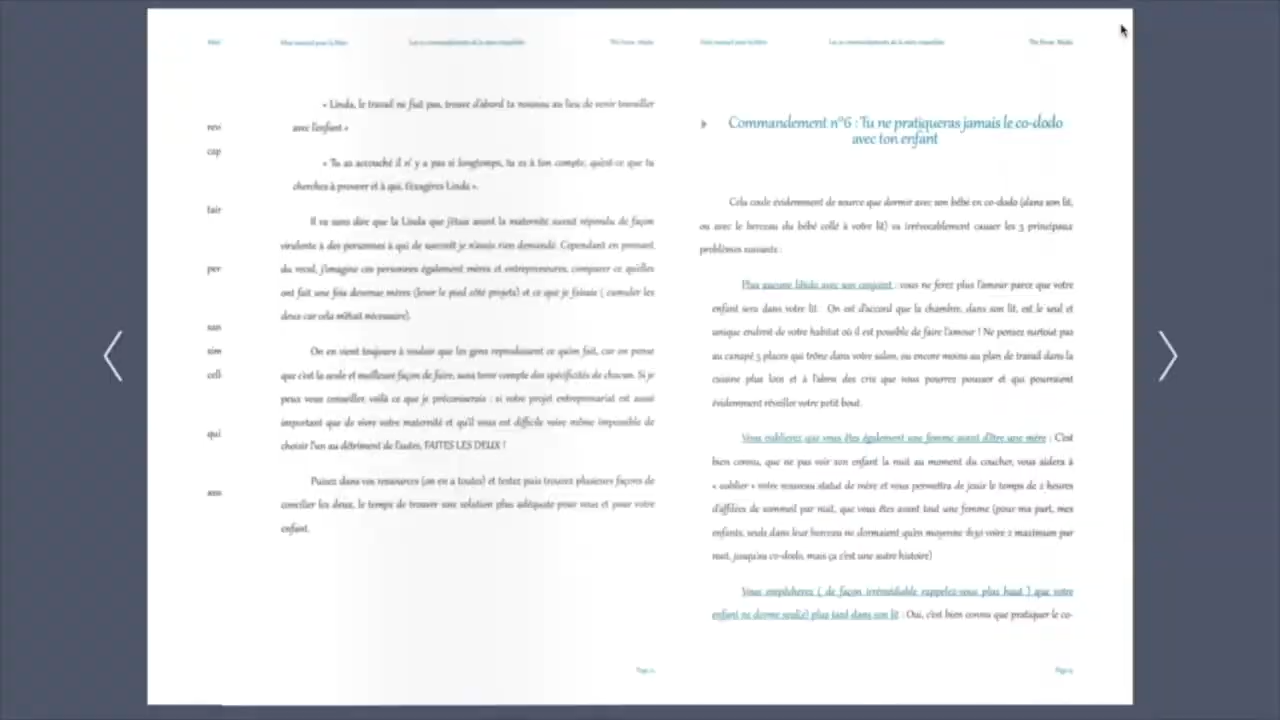 revi
cap
fair
per
cell
qui
« Linda, le travail ne fuit pas, trouve d'abord ta nounou au lieu de venir travailler
avec l'enfant »
« Tu as accouché il n' y a pas si longtemps, tu es à ton compte, qu'est-ce que tu
cherches à prouver et à qui, t'exagères Linda ».
Il va sans dire que la Linda que j'étais avant la maternité aurait répondu de façon
virulente à des personnes à qui de surcroît je n'avais rien demandé. Cependant en prenant
du recul, j'imagine ces personnes également mères et entrepreneures, comparer ce qu'elles
ont fait une fois devenue mères (lever le pied côté projets) et ce que je faisais ( cumuler les
deux car cela m'était nécessaire).
On en vient toujours à vouloir que les gens reproduisent ce qu'on fait, car on pense
que c'est la seule et meilleure façon de faire, sans tenir compte des spécificités de chacun. Si je
peux vous conseiller, voilà ce que je préconiserais : si votre projet entreprenariat est aussi
important que de vivre votre maternité et qu'il vous est difficile voire même impossible de
choisir l'un au détriment de l'autre, FAITES LES DEUX !
Puisez dans vos ressources (on en a toutes) et testez puis trouvez plusieurs façons de
concilier les deux, le temps de trouver une solution plus adéquate pour vous et pour votre
enfant.
Commandement n°6 : Tu ne pratiqueras jamais le co-dodo
avec ton enfant
Cela coule évidemment de source que dormir avec son bébé en co-dodo (dans son lit,
ou avec le berceau du bébé collé à votre lit) va irrévocablement causer les 3 principaux
problèmes suivants :
Plus aucune libido avec son conjoint : vous ne ferez plus l'amour parce que votre
enfant sera dans votre lit. On est d'accord que la chambre, dans son lit, est le seul et
unique endroit de votre habitat où il est possible de faire l'amour ! Ne pensez surtout pas
au canapé 3 places qui trône dans votre salon, ou encore moins au plan de travail dans la
cuisine plus loin et à l'abri des cris que vous pourrez pousser et qui pourraient
évidemment réveiller votre petit bout.
Vous oublierez que vous êtes également une femme avant d'être une mère : C'est
bien connu, que ne pas voir son enfant la nuit au moment du coucher, vous aidera à
« oublier » votre nouveau statut de mère et vous permettra de jouir le temps de 2 heures
d'affilées de sommeil par nuit, que vous êtes avant tout une femme (pour ma part, mes
enfants, seuls dans leur berceau ne dormaient qu'en moyenne 1h30 voire 2 maximum par
nuit, jusqu'au co-dodo, mais ça c'est une autre histoire)
Vous empêcherez ( de façon irrémédiable rappelez-vous plus haut ) que votre
enfant ne dorme seul(e) plus tard dans son lit : Oui, c'est bien connu que pratiquer le co-